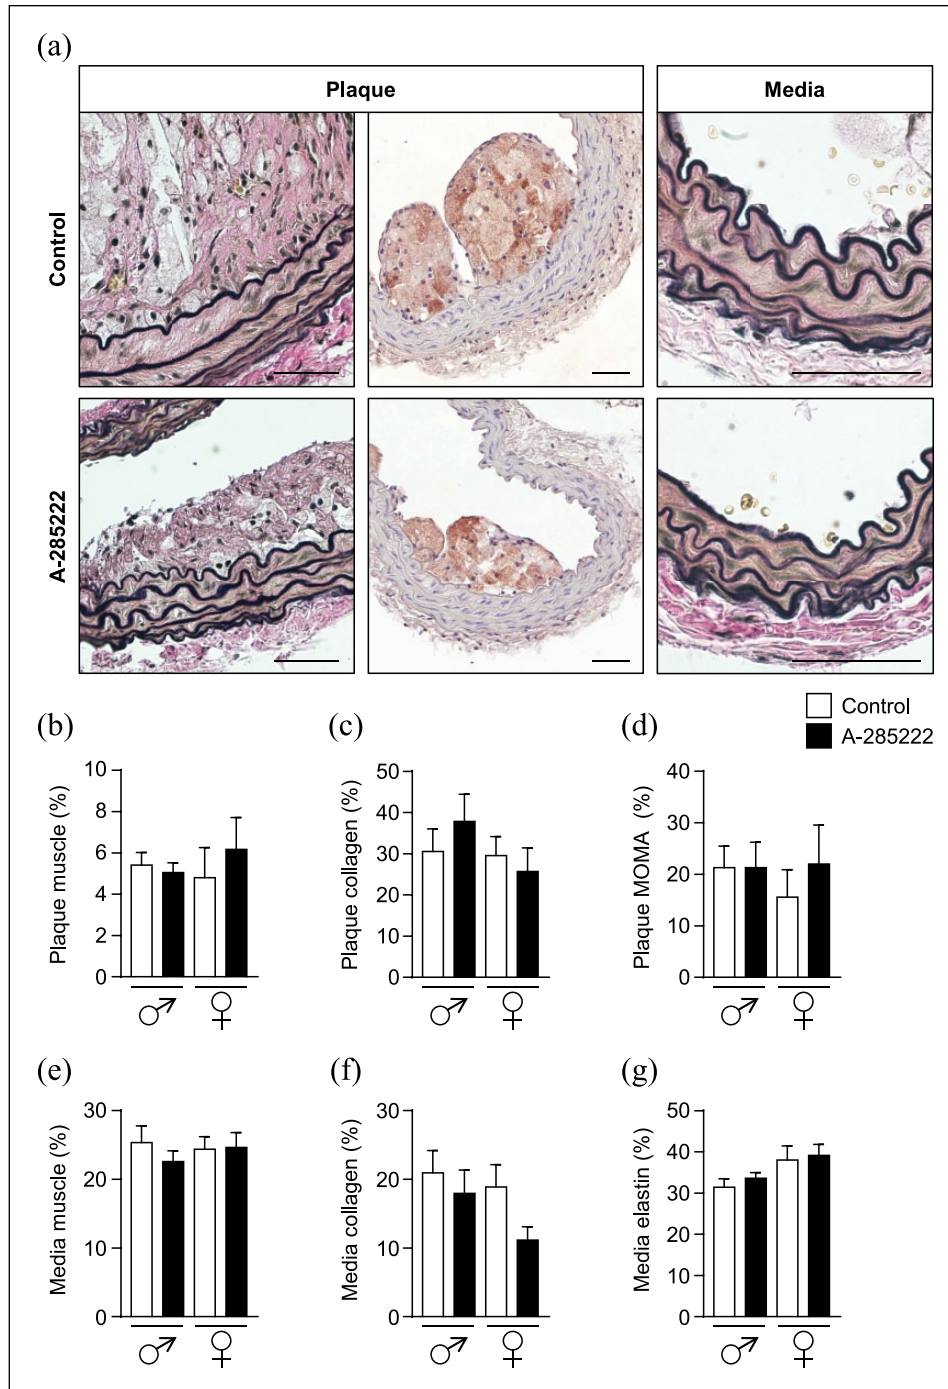 (a)
Plaque
Media
Control
A-285222
Control
A-285222
(b)
Plaque muscle (%)
10
8
6
4
2
0
♂
♀
(c)
Plaque collagen (%)
50
40
30
20
10
0
♂
♀
(d)
Plaque MOMA (%)
40
30
20
10
0
♂
♀
(e)
Media muscle (%)
30
20
10
0
♂
♀
(f)
Media collagen (%)
30
20
10
0
♂
♀
(g)
Media elastin (%)
50
40
30
20
10
0
♂
♀